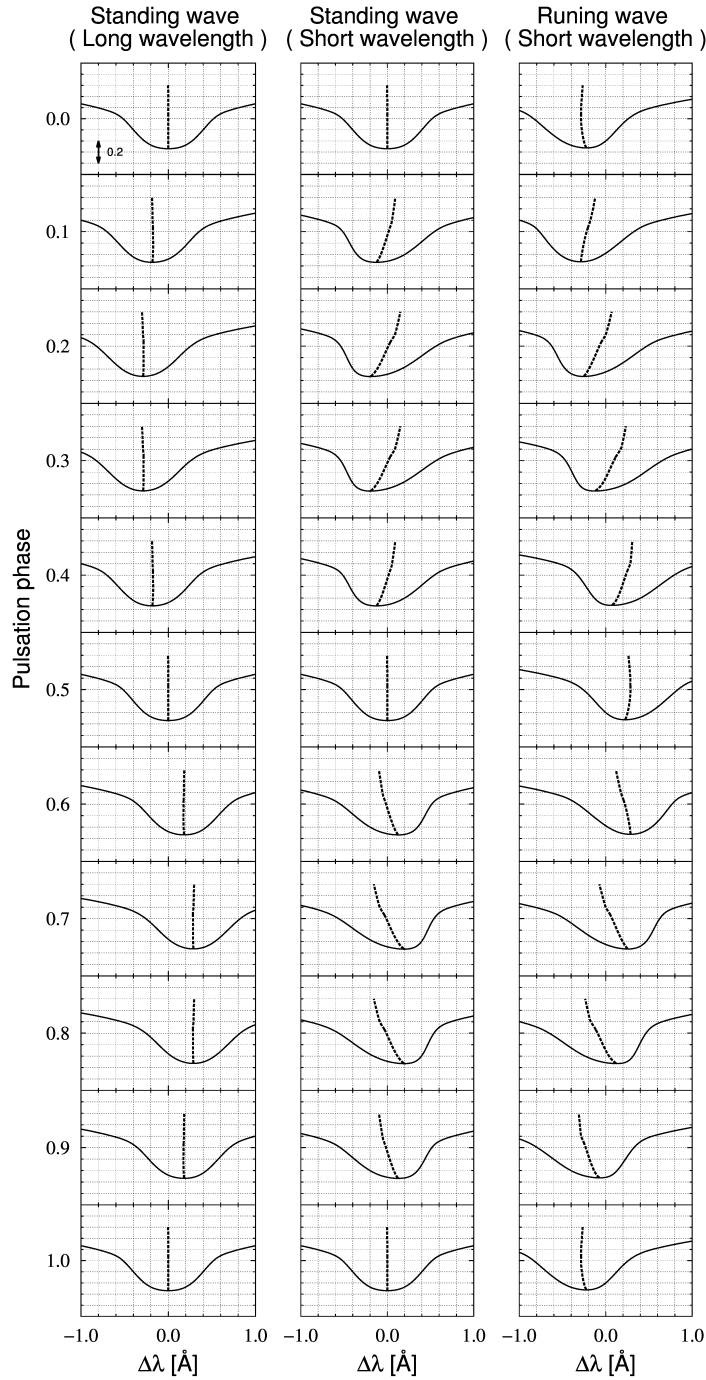 Standing wave
( Long wavelength )
Standing wave
( Short wavelength )
Runing wave
( Short wavelength )
0.0
0.2
0.1
0.2
0.3
0.4
0.5
0.6
0.7
0.8
0.9
1.0
Pulsation phase
−1.0 0.0 1.0
−1.0 0.0 1.0
−1.0 0.0 1.0
Δλ [Å]
Δλ [Å]
Δλ [Å]